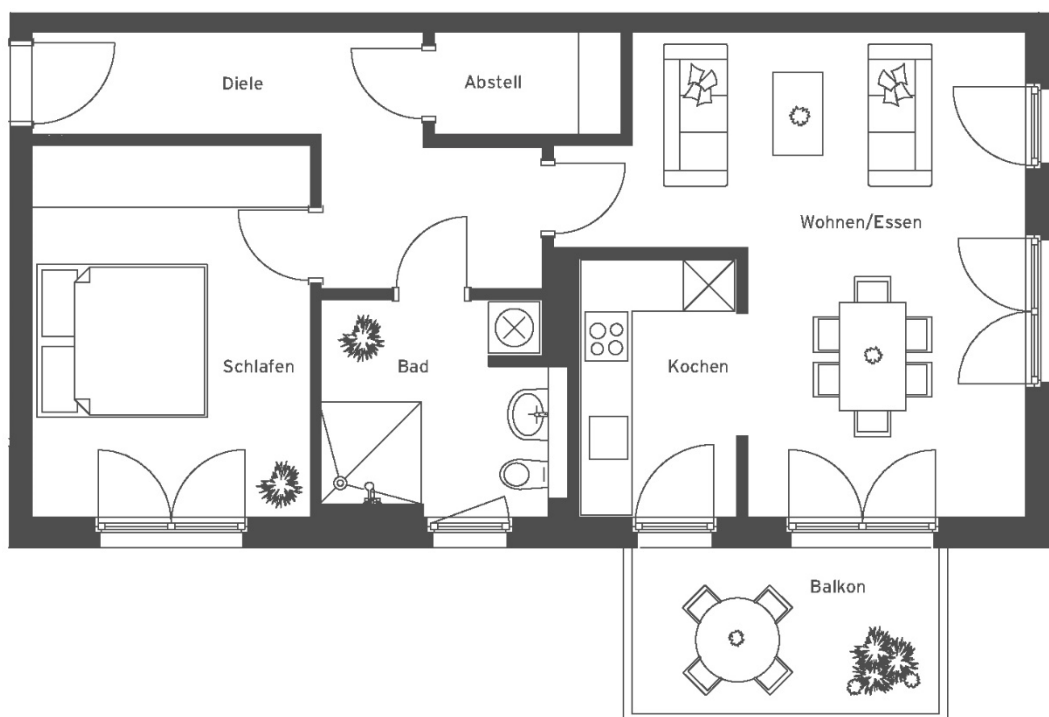 Diele
Abstell
Wohnen/Essen
Schlafen
Bad
Kochen
Balkon